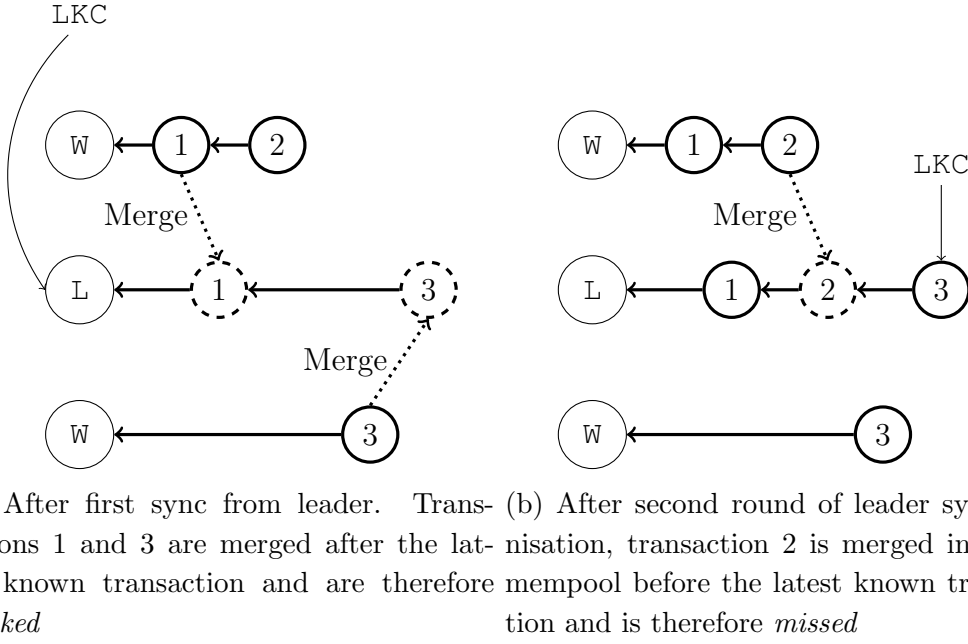 LKC
W
1
2
Merge
L
1
3
Merge
W
3
After first sync from leader. Trans-
ons 1 and 3 are merged after the lat-
known transaction and are therefore
ked
W
1
2
LKC
Merge
L
1
2
3
W
3
(b) After second round of leader sy
nisation, transaction 2 is merged in
mempool before the latest known tr
tion and is therefore missed